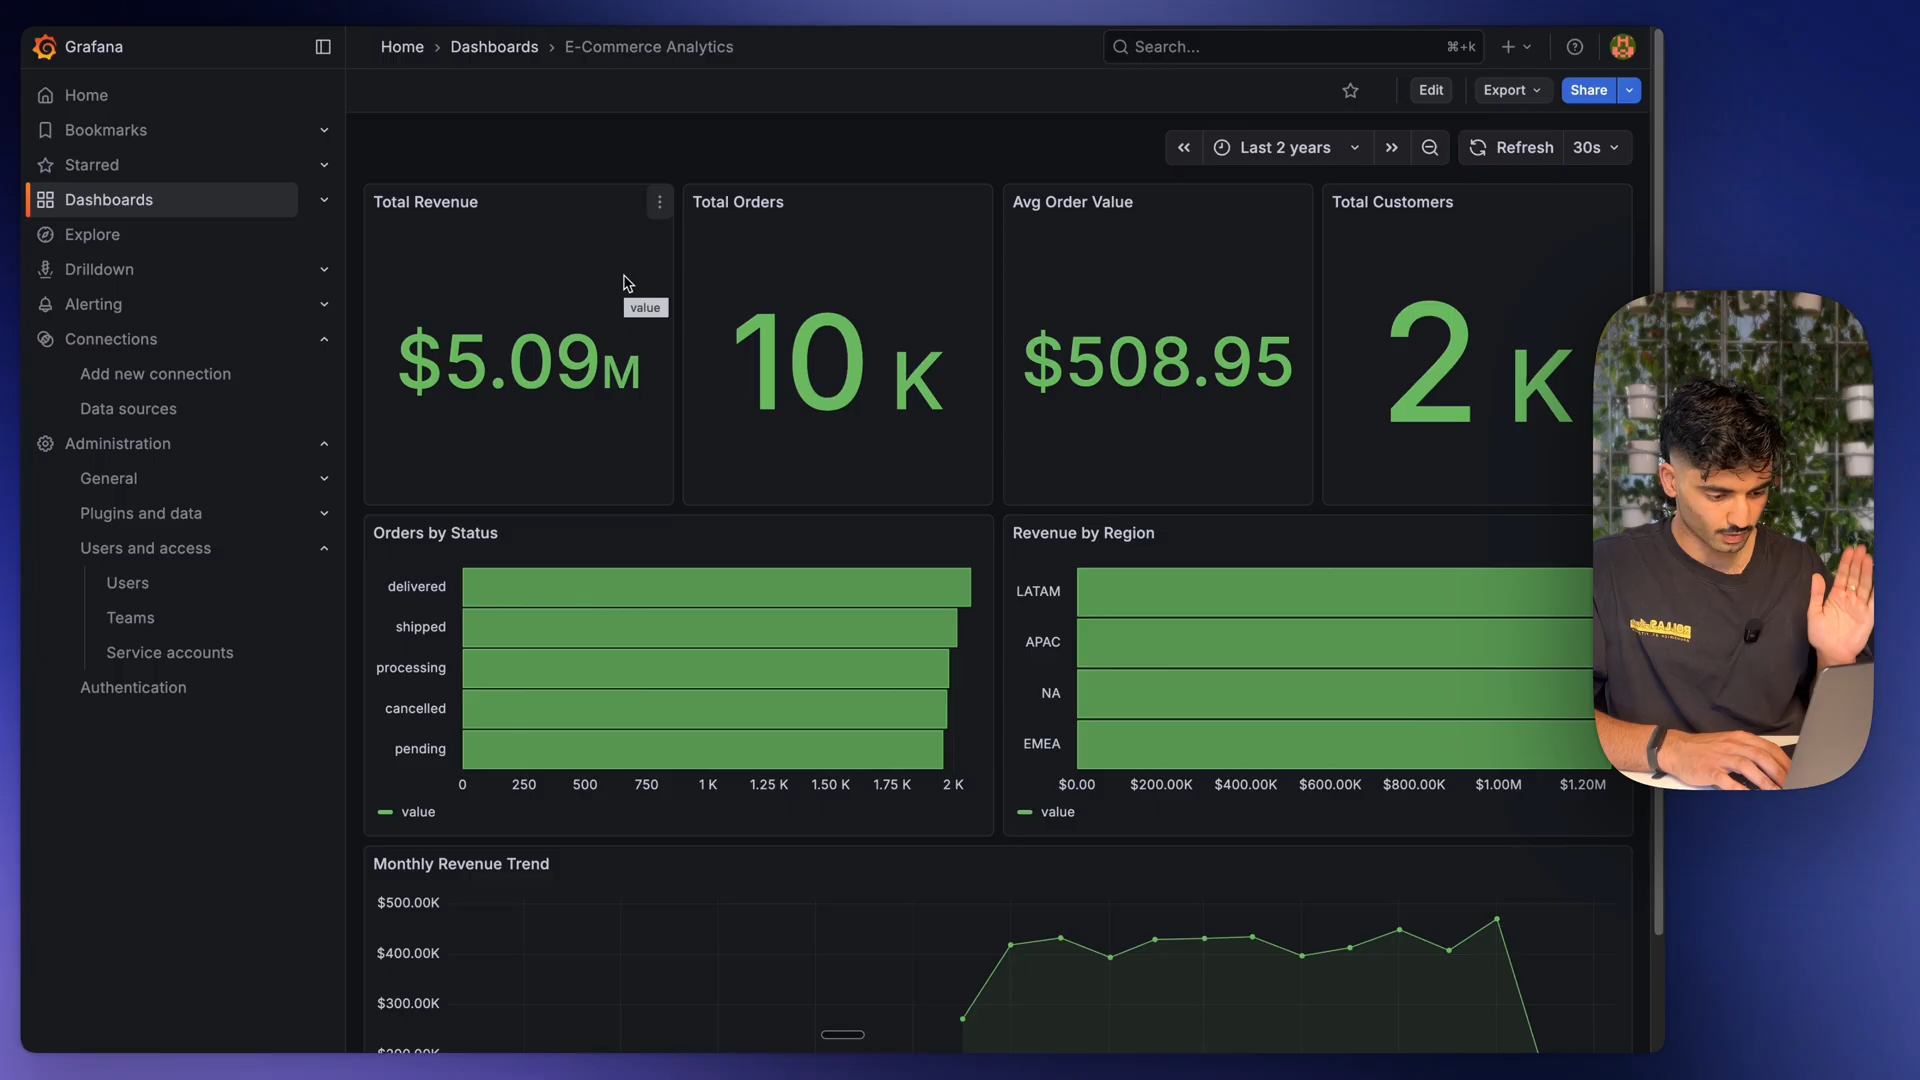 Grafana
Home › Dashboards › E-Commerce Analytics
Search...
⌘+k
Edit
Export
Share
Home
Bookmarks
Starred
Dashboards
Explore
Drilldown
Alerting
Connections
Add new connection
Data sources
Administration
General
Plugins and data
Users and access
Users
Teams
Service accounts
Authentication
Last 2 years
Refresh
30s
Total Revenue
$5.09M
value
Total Orders
10 K
Avg Order Value
$508.95
Total Customers
2 K
Orders by Status
delivered
shipped
processing
cancelled
pending
0 250 500 750 1 K 1.25 K 1.50 K 1.75 K 2 K
value
Revenue by Region
LATAM
APAC
NA
EMEA
$0.00 $200.00K $400.00K $600.00K $800.00K $1.00M $1.20M
value
Monthly Revenue Trend
$500.00K
$400.00K
$300.00K